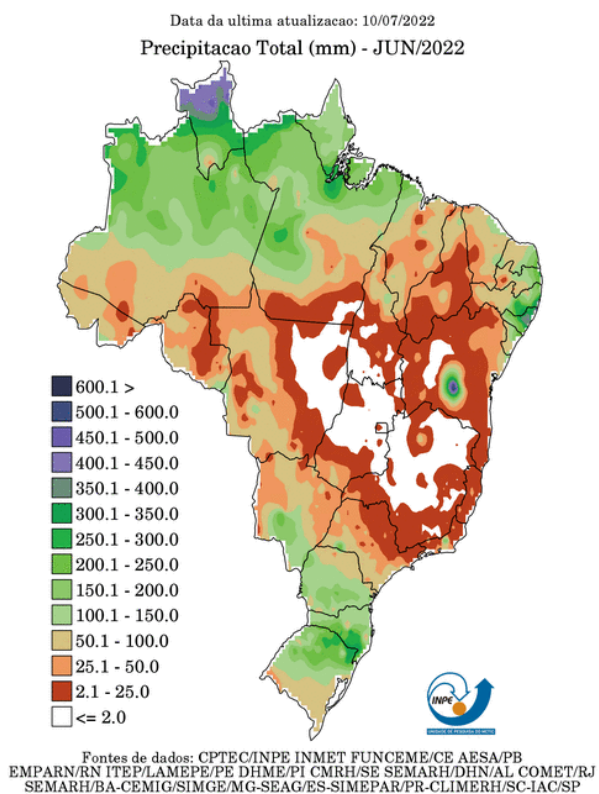 Data da ultima atualizacao: 10/07/2022
Precipitacao Total (mm) - JUN/2022
600.1 >
500.1 - 600.0
450.1 - 500.0
400.1 - 450.0
350.1 - 400.0
300.1 - 350.0
250.1 - 300.0
200.1 - 250.0
150.1 - 200.0
100.1 - 150.0
50.1 - 100.0
25.1 - 50.0
2.1 - 25.0
<= 2.0
INPE
UNIDADE DE PESQUISA DO MCTIC
Fontes de dados: CPTEC/INPE INMET FUNCEME/CE AESA/PB
EMPARN/RN ITEP/LAMEPE/PE DHME/PI CMRH/SE SEMARH/DHN/AL COMET/RJ
SEMARH/BA-CEMIG/SIMGE/MG-SEAG/ES-SIMEPAR/PR-CLIMERH/SC-IAC/SP